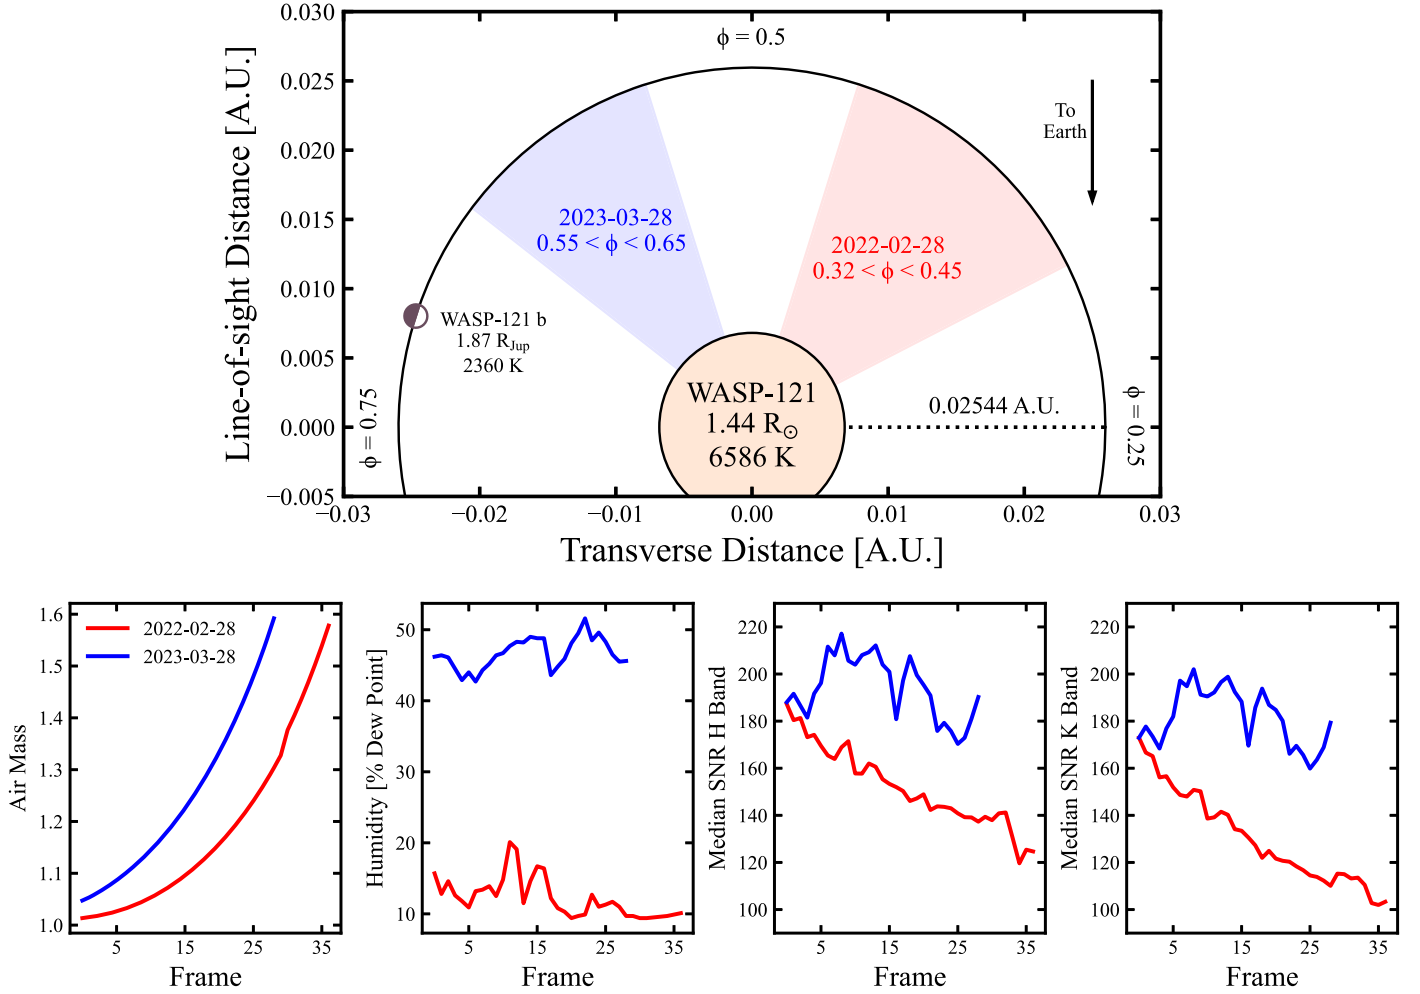 0.030
0.025
0.020
0.015
0.010
0.005
0.000
−0.005
Line-of-sight Distance [A.U.]
ϕ = 0.5
To
Earth
2023-03-28
0.55 < ϕ < 0.65
2022-02-28
0.32 < ϕ < 0.45
WASP-121 b
1.87 R_Jup
2360 K
WASP-121
1.44 R_⊙
6586 K
0.02544 A.U.
ϕ = 0.75
ϕ = 0.25
−0.03 −0.02 −0.01 0.00 0.01 0.02 0.03
Transverse Distance [A.U.]
1.6
1.5
1.4
1.3
1.2
1.1
1.0
Air Mass
2022-02-28
2023-03-28
5 15 25 35
Frame
50
40
30
20
10
Humidity [% Dew Point]
5 15 25 35
Frame
220
200
180
160
140
120
100
Median SNR H Band
5 15 25 35
Frame
220
200
180
160
140
120
100
Median SNR K Band
5 15 25 35
Frame